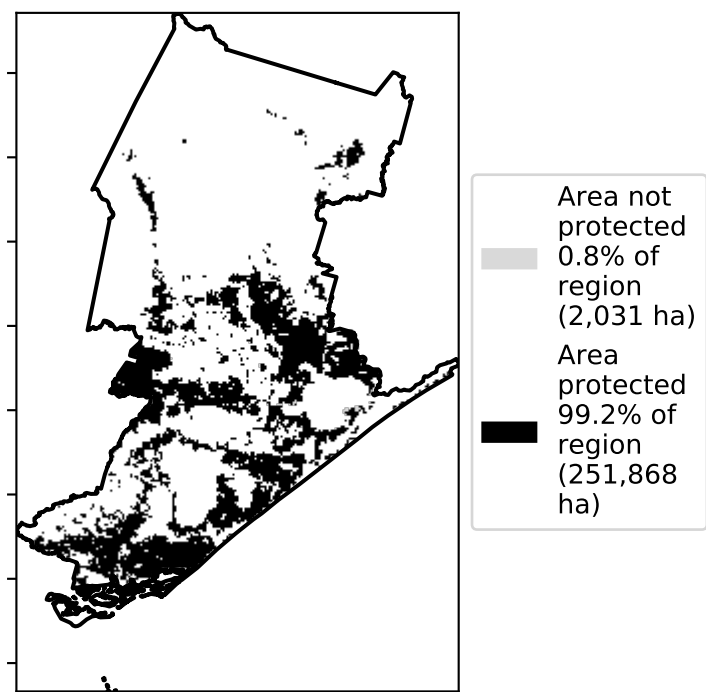 Area not
protected
0.8% of
region
(2,031 ha)
Area
protected
99.2% of
region
(251,868
ha)